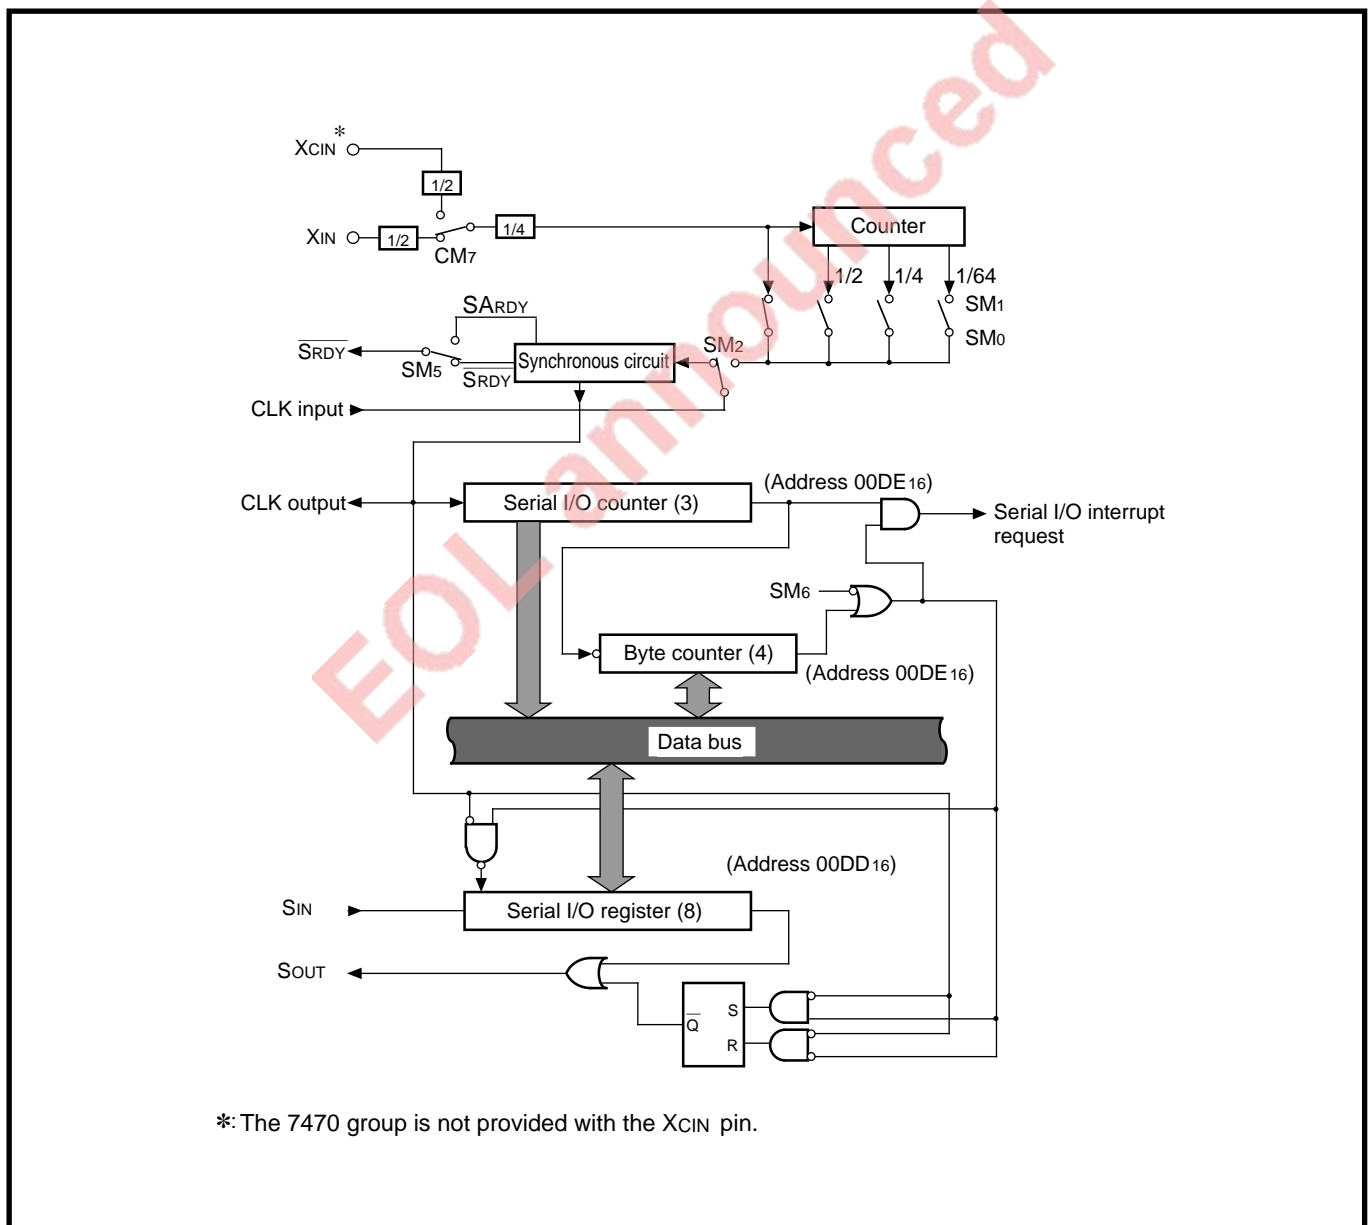 XCIN*
1/2
XIN
1/2
CM7
1/4
Counter
1/2
1/4
1/64
SM1
SM0
SARDY
SRDY
SM5
SRDY
Synchronous circuit
SM2
CLK input
CLK output
Serial I/O counter (3)
(Address 00DE16)
Serial I/O interrupt
request
SM6
Byte counter (4)
(Address 00DE16)
Data bus
(Address 00DD16)
SIN
Serial I/O register (8)
SOUT
Q
S
R
*: The 7470 group is not provided with the XCIN pin.
EOL announced